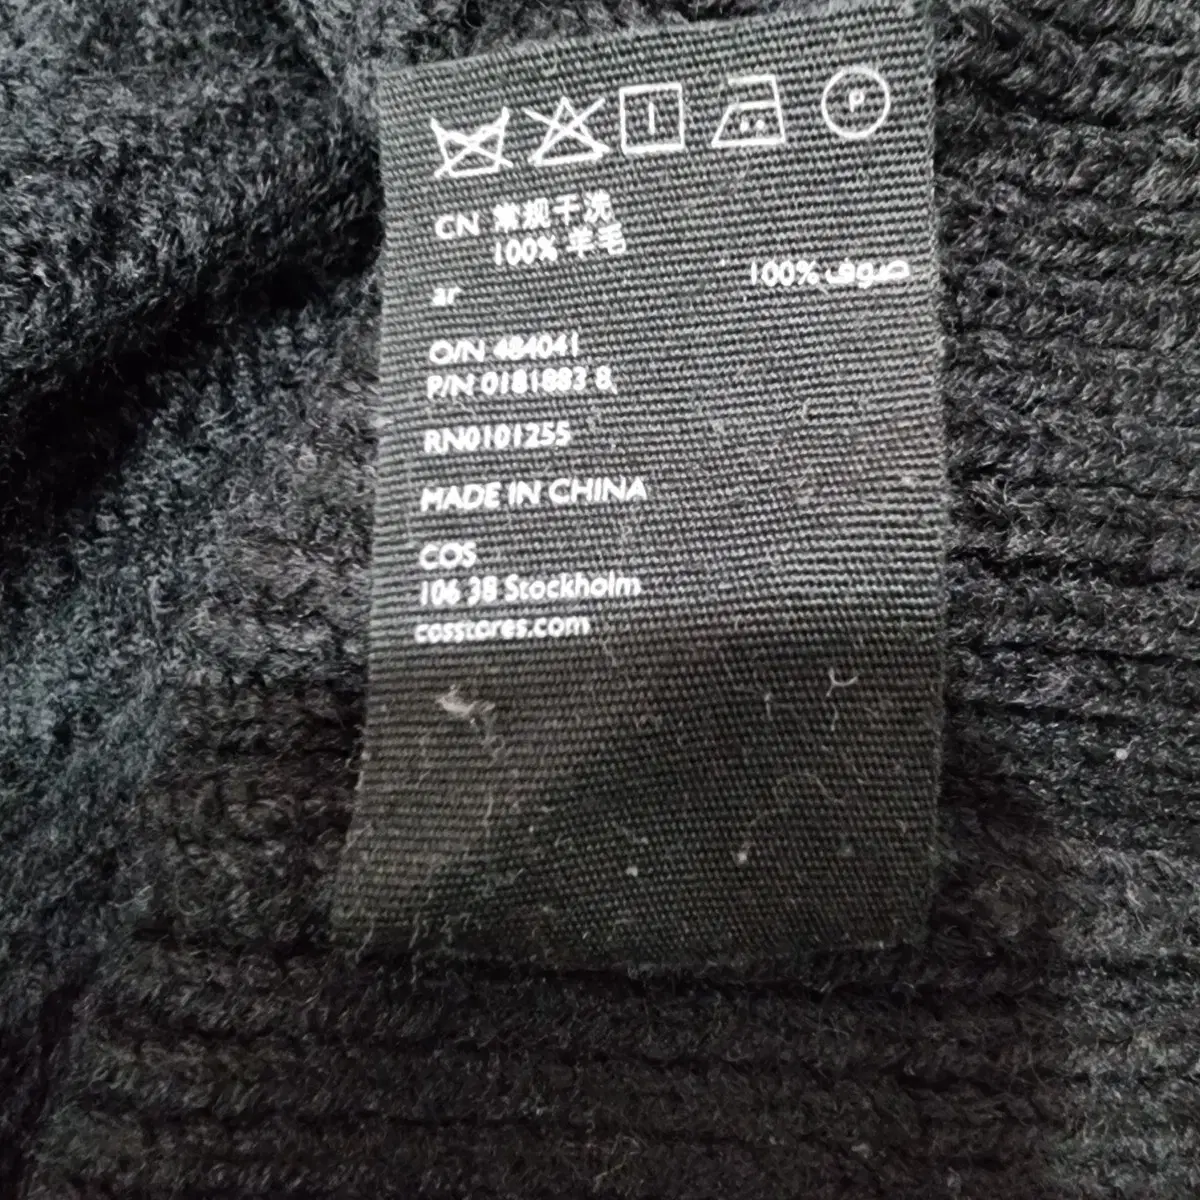 P
CN 常规干洗
100% 羊毛
100% صوف
ar
O/N 484041
P/N 0181883 8
RN0101255
MADE IN CHINA
COS
106 38 Stockholm
cosstores.com